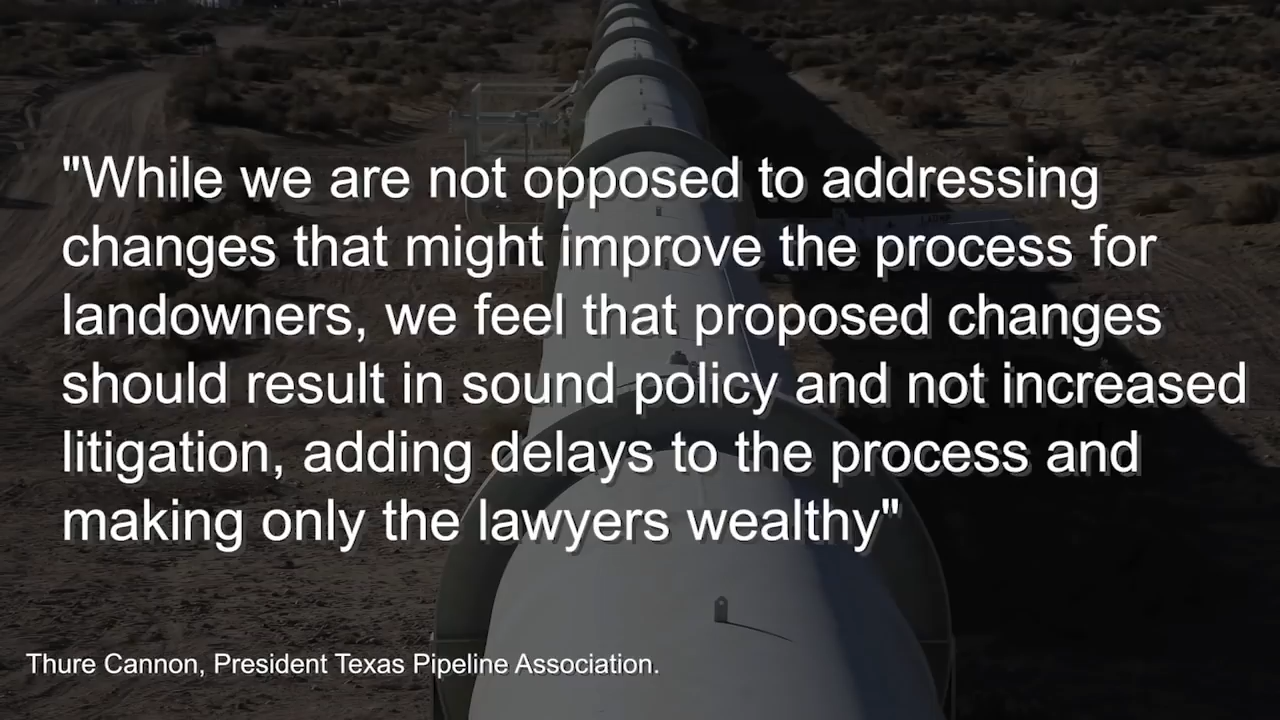 "While we are not opposed to addressing
changes that might improve the process for
landowners, we feel that proposed changes
should result in sound policy and not increased
litigation, adding delays to the process and
making only the lawyers wealthy"
Thure Cannon, President Texas Pipeline Association.